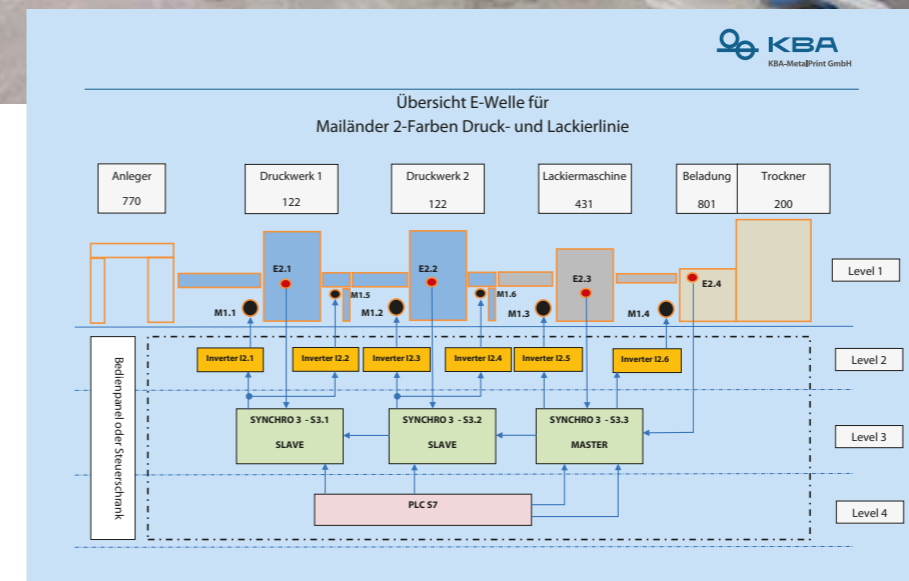 KBA
KBA-MetalPrint GmbH
Übersicht E-Welle für
Mailänder 2-Farben Druck- und Lackierlinie
Anleger
770
Druckwerk 1
122
Druckwerk 2
122
Lackiermaschine
431
Beladung
801
Trockner
200
Level 1
E2.1
E2.2
E2.3
E2.4
M1.1
M1.5
M1.2
M1.6
M1.3
M1.4
Bedienpanel oder Steuerschrank
Inverter I2.1
Inverter I2.2
Inverter I2.3
Inverter I2.4
Inverter I2.5
Inverter I2.6
Level 2
SYNCHRO 3 - S3.1
SLAVE
SYNCHRO 3 - S3.2
SLAVE
SYNCHRO 3 - S3.3
MASTER
Level 3
PLC S7
Level 4